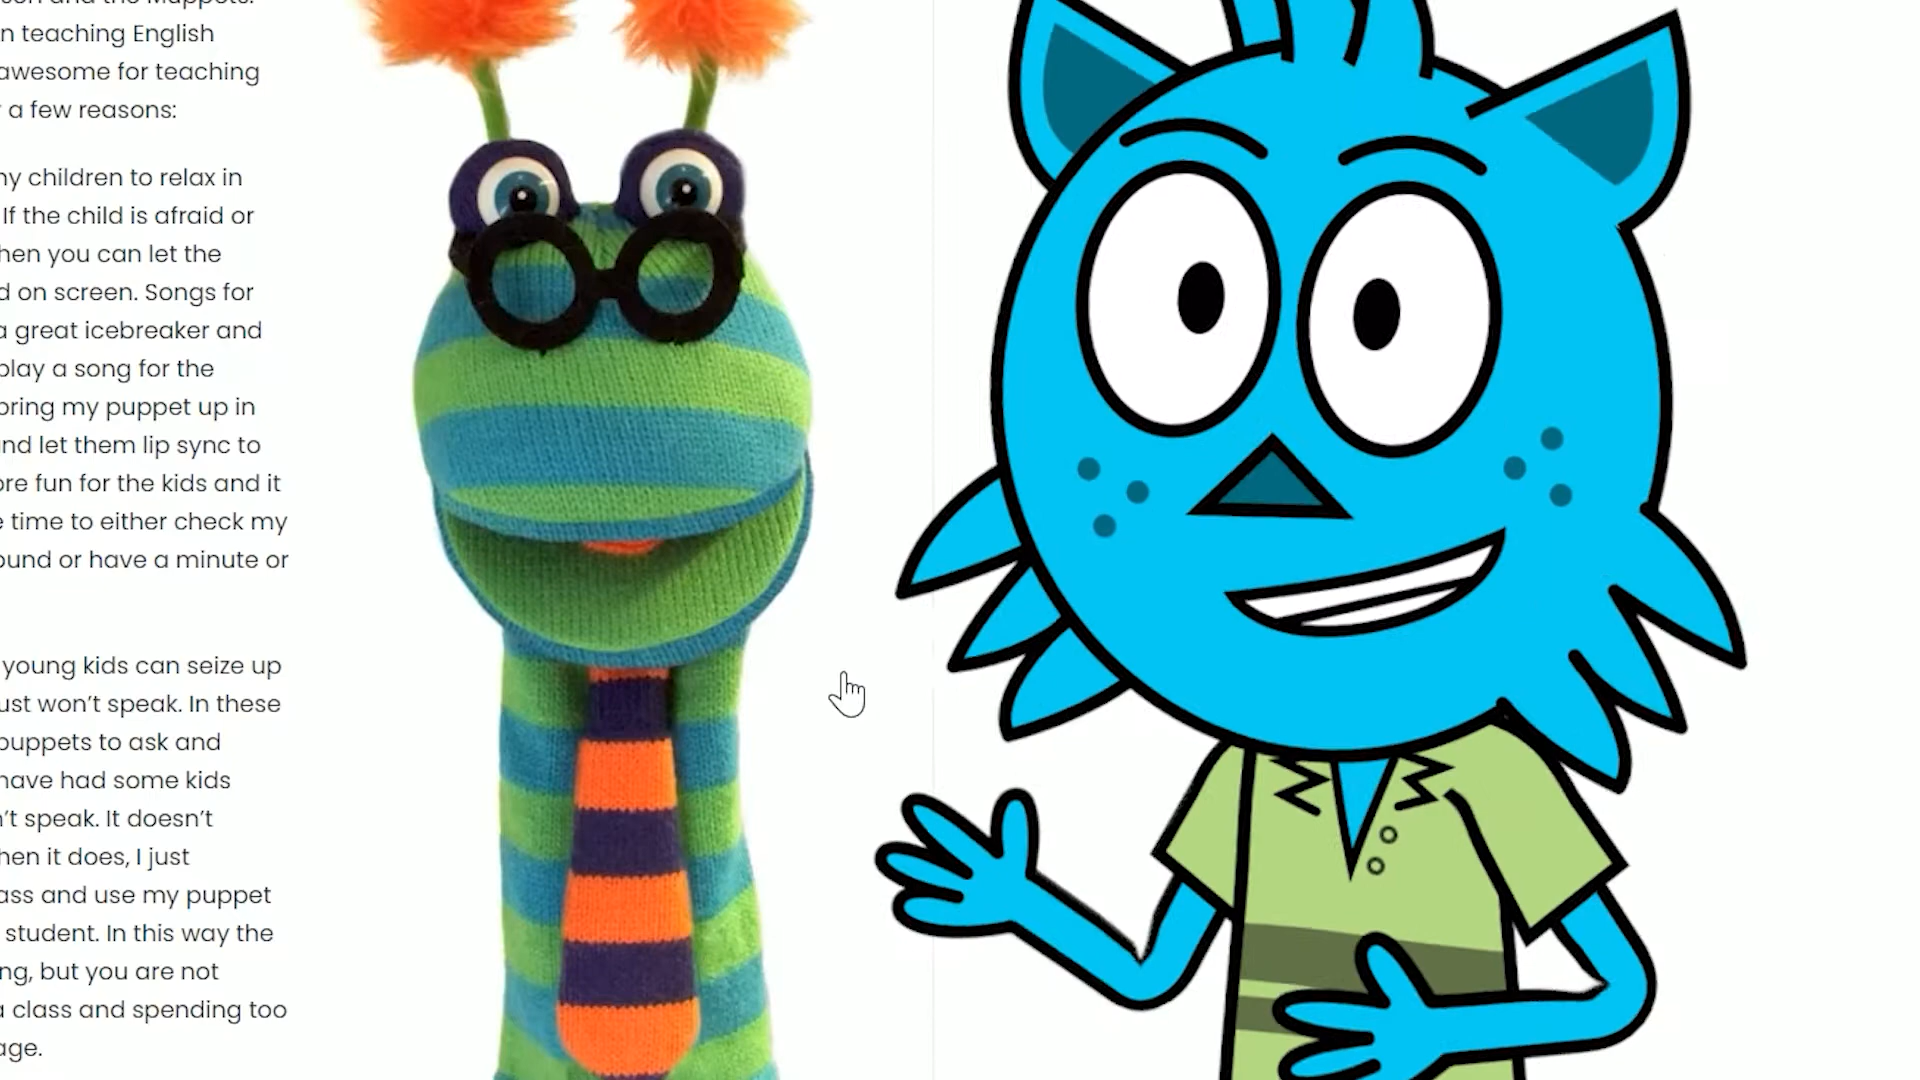 n teaching English
awesome for teaching
a few reasons:
ny children to relax in
If the child is afraid or
hen you can let the
d on screen. Songs for
a great icebreaker and
play a song for the
bring my puppet up in
nd let them lip sync to
ore fun for the kids and it
e time to either check my
ound or have a minute or
young kids can seize up
ust won't speak. In these
puppets to ask and
have had some kids
n't speak. It doesn't
hen it does, I just
ass and use my puppet
student. In this way the
ng, but you are not
a class and spending too
age.